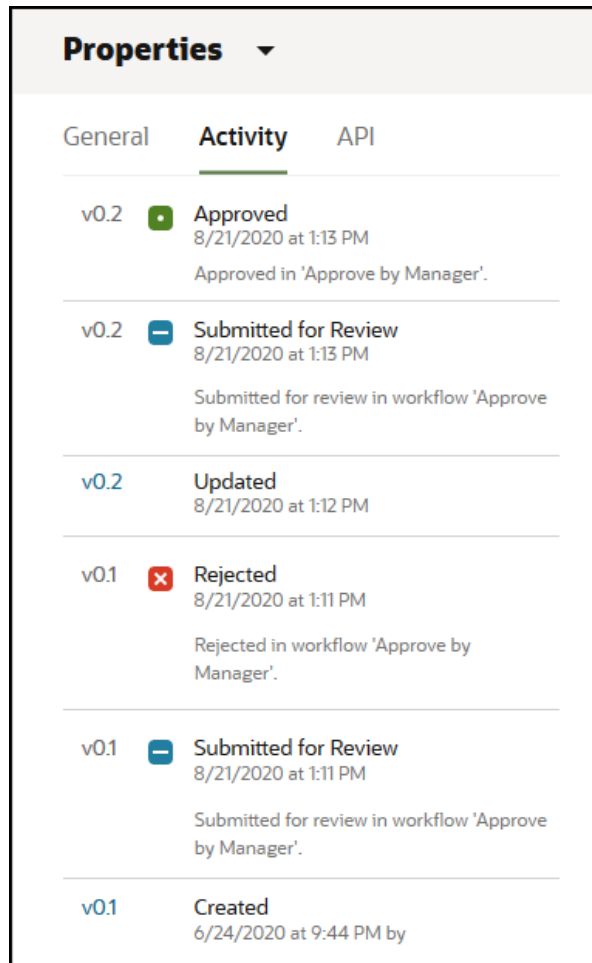 Properties
General Activity API
v0.2 Approved
8/21/2020 at 1:13 PM
Approved in 'Approve by Manager'.
v0.2 Submitted for Review
8/21/2020 at 1:13 PM
Submitted for review in workflow 'Approve
by Manager'.
v0.2 Updated
8/21/2020 at 1:12 PM
v0.1 Rejected
8/21/2020 at 1:11 PM
Rejected in workflow 'Approve by
Manager'.
v0.1 Submitted for Review
8/21/2020 at 1:11 PM
Submitted for review in workflow 'Approve
by Manager'.
v0.1 Created
6/24/2020 at 9:44 PM by